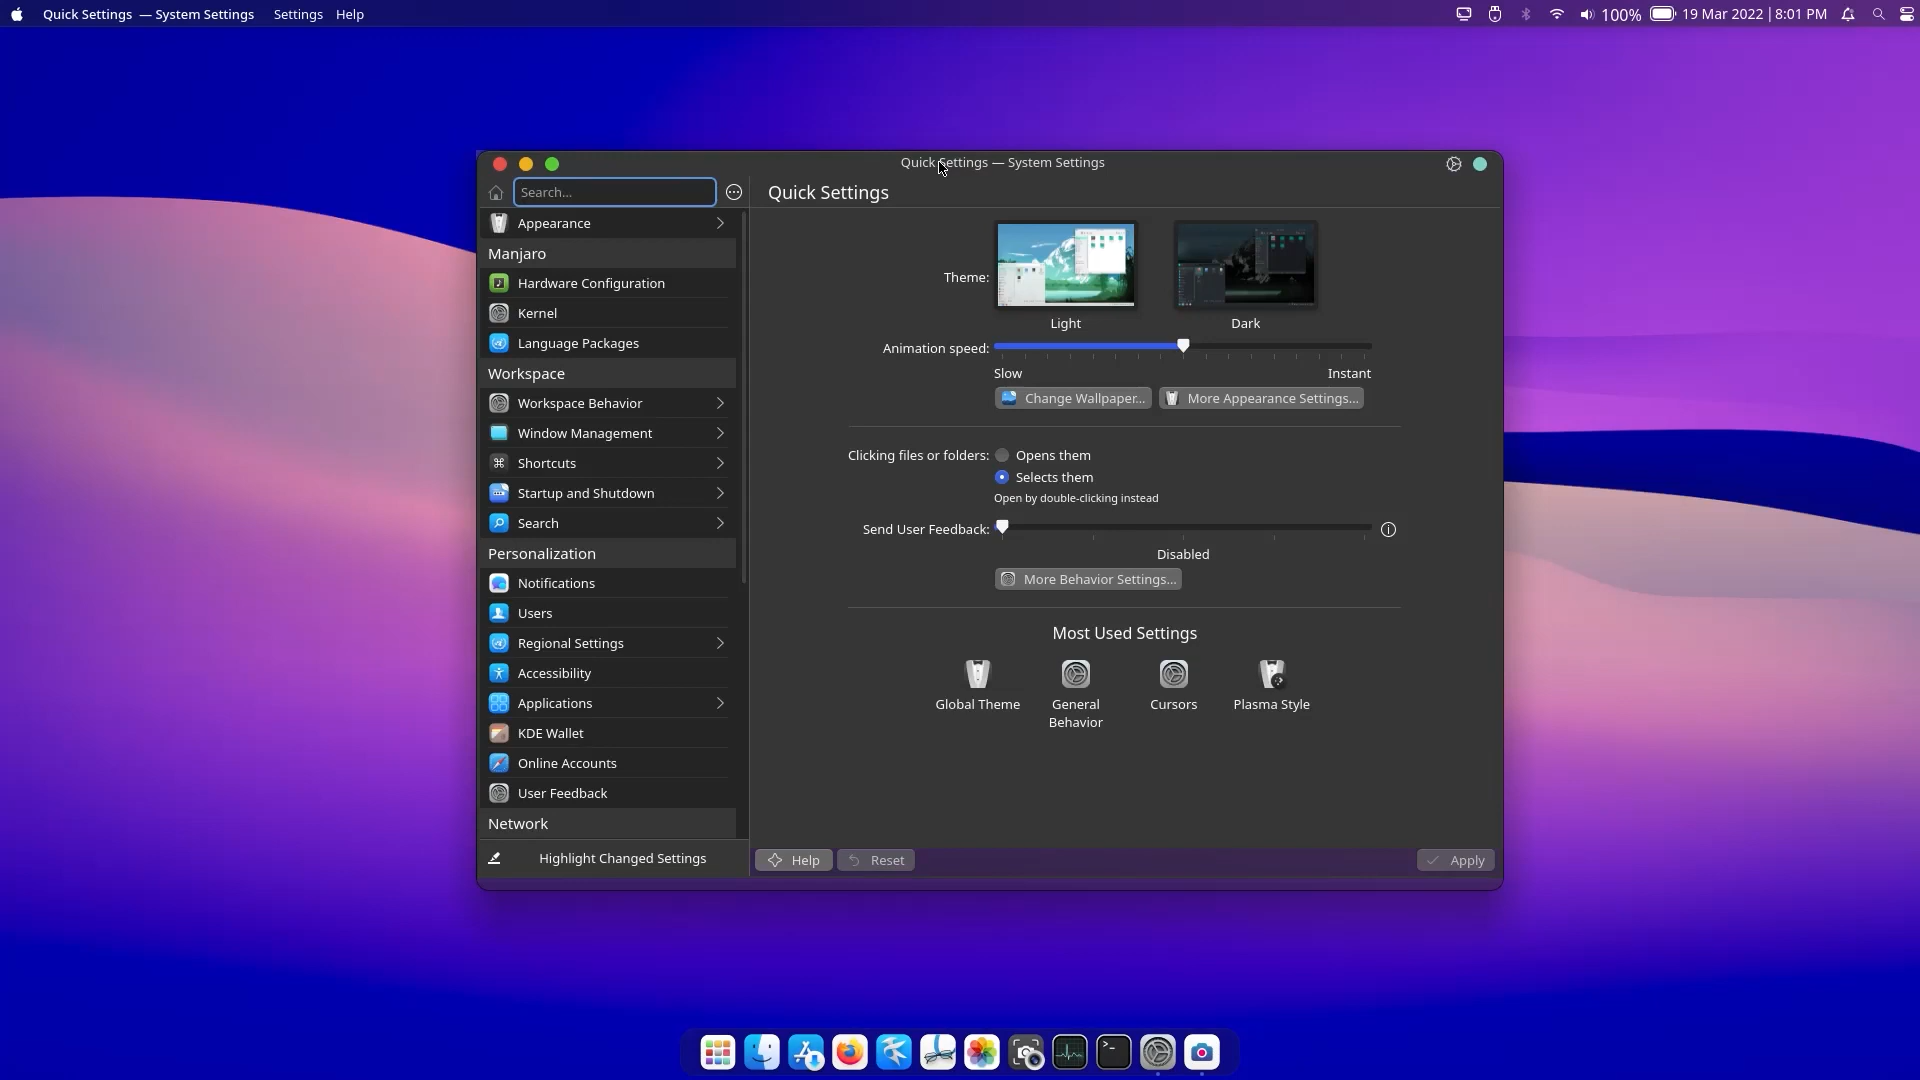 Quick Settings — System Settings Settings Help
100% 19 Mar 2022 | 8:01 PM
Quick Settings — System Settings
Search...
Quick Settings
Appearance
Manjaro
Hardware Configuration
Kernel
Language Packages
Workspace
Workspace Behavior
Window Management
Shortcuts
Startup and Shutdown
Search
Personalization
Notifications
Users
Regional Settings
Accessibility
Applications
KDE Wallet
Online Accounts
User Feedback
Network
Highlight Changed Settings
Theme:
Light Dark
Animation speed:
Slow Instant
Change Wallpaper... More Appearance Settings...
Clicking files or folders: Opens them
Selects them
Open by double-clicking instead
Send User Feedback:
Disabled
More Behavior Settings...
Most Used Settings
Global Theme General Cursors Plasma Style
Behavior
Help Reset Apply